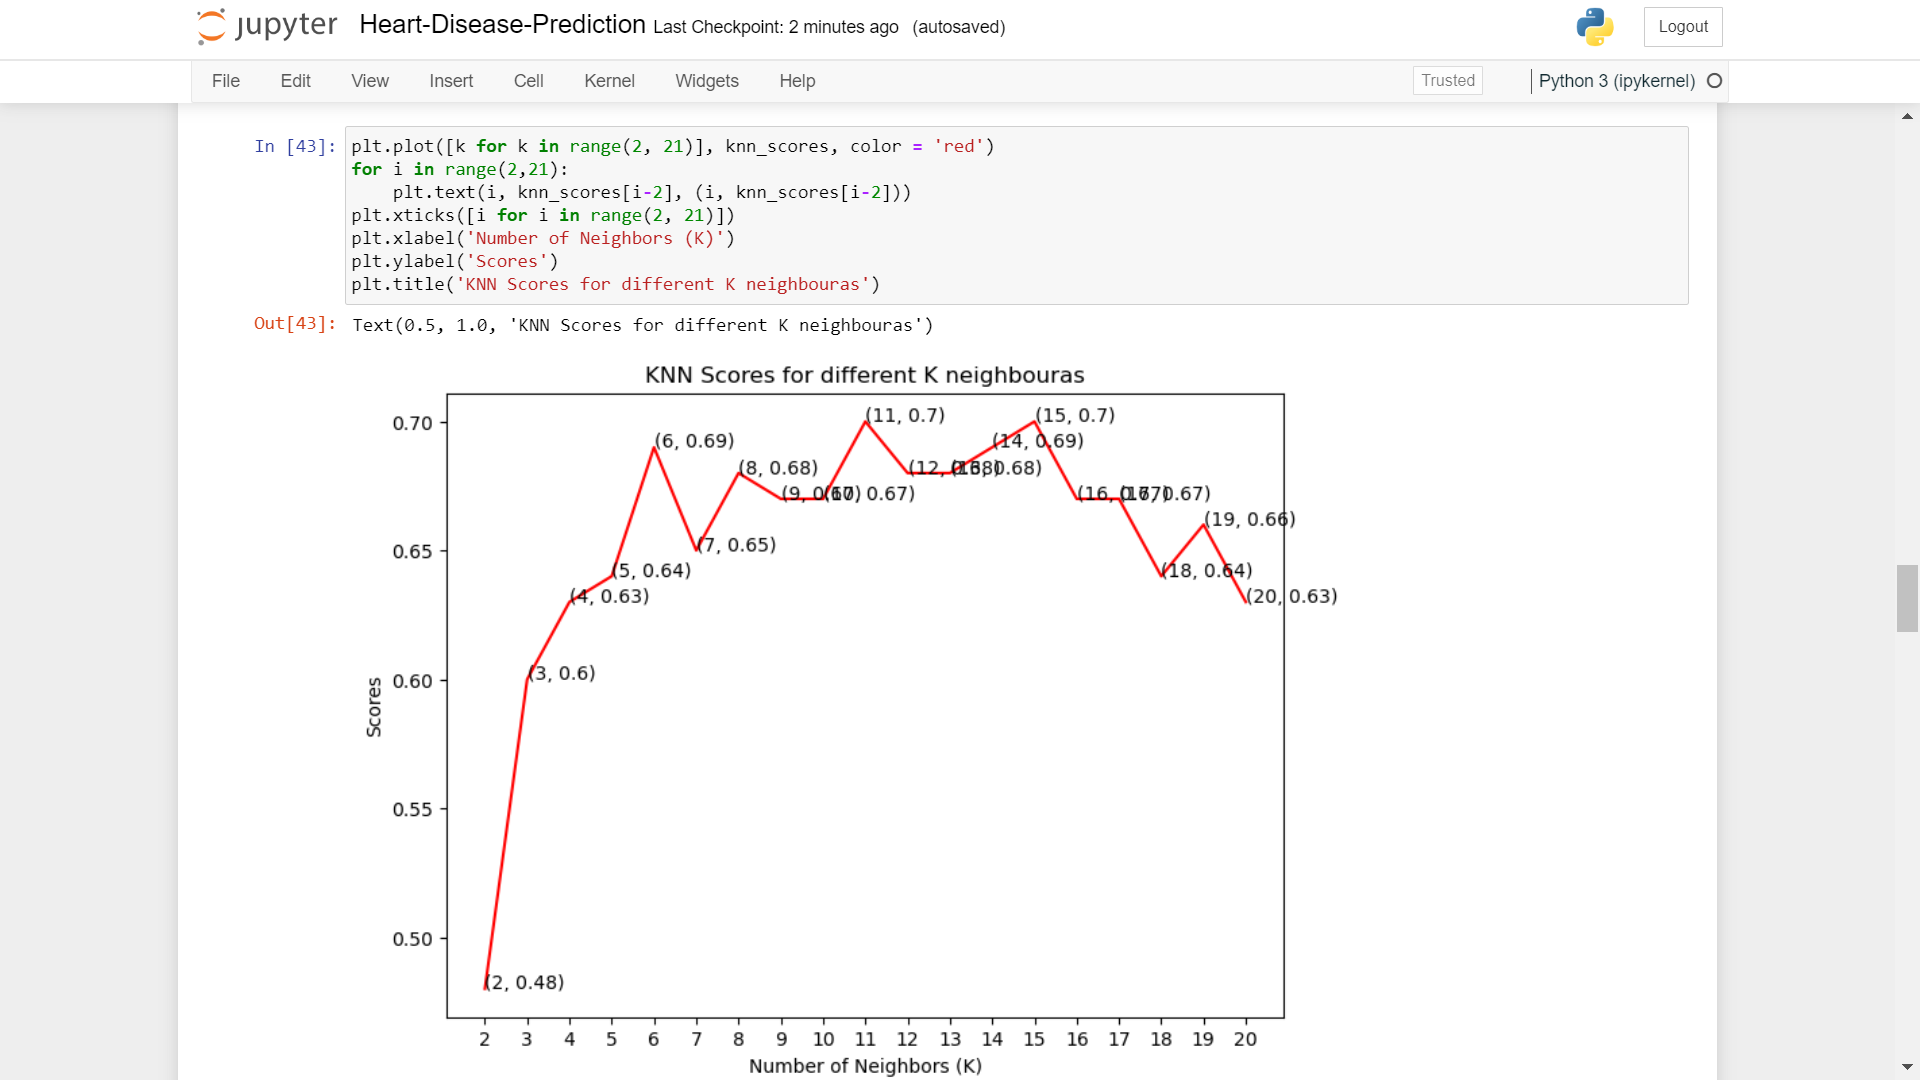 jupyter Heart-Disease-Prediction Last Checkpoint: 2 minutes ago (autosaved) Logout
File Edit View Insert Cell Kernel Widgets Help Trusted Python 3 (ipykernel)
In [43]: plt.plot([k for k in range(2, 21)], knn_scores, color = 'red')
for i in range(2,21):
    plt.text(i, knn_scores[i-2], (i, knn_scores[i-2]))
plt.xticks([i for i in range(2, 21)])
plt.xlabel('Number of Neighbors (K)')
plt.ylabel('Scores')
plt.title('KNN Scores for different K neighbouras')
Out[43]: Text(0.5, 1.0, 'KNN Scores for different K neighbouras')
KNN Scores for different K neighbouras
(11, 0.7) (15, 0.7)
0.70
(6, 0.69) (14, 0.69)
(8, 0.68) (12, 0.68) (13, 0.68)
(9, 0.67) (10, 0.67) (16, 0.67) (17, 0.67)
(19, 0.66)
0.65 (7, 0.65)
(5, 0.64) (18, 0.64)
(4, 0.63) (20, 0.63)
0.60 (3, 0.6)
Scores
0.55
0.50
(2, 0.48)
2 3 4 5 6 7 8 9 10 11 12 13 14 15 16 17 18 19 20
Number of Neighbors (K)